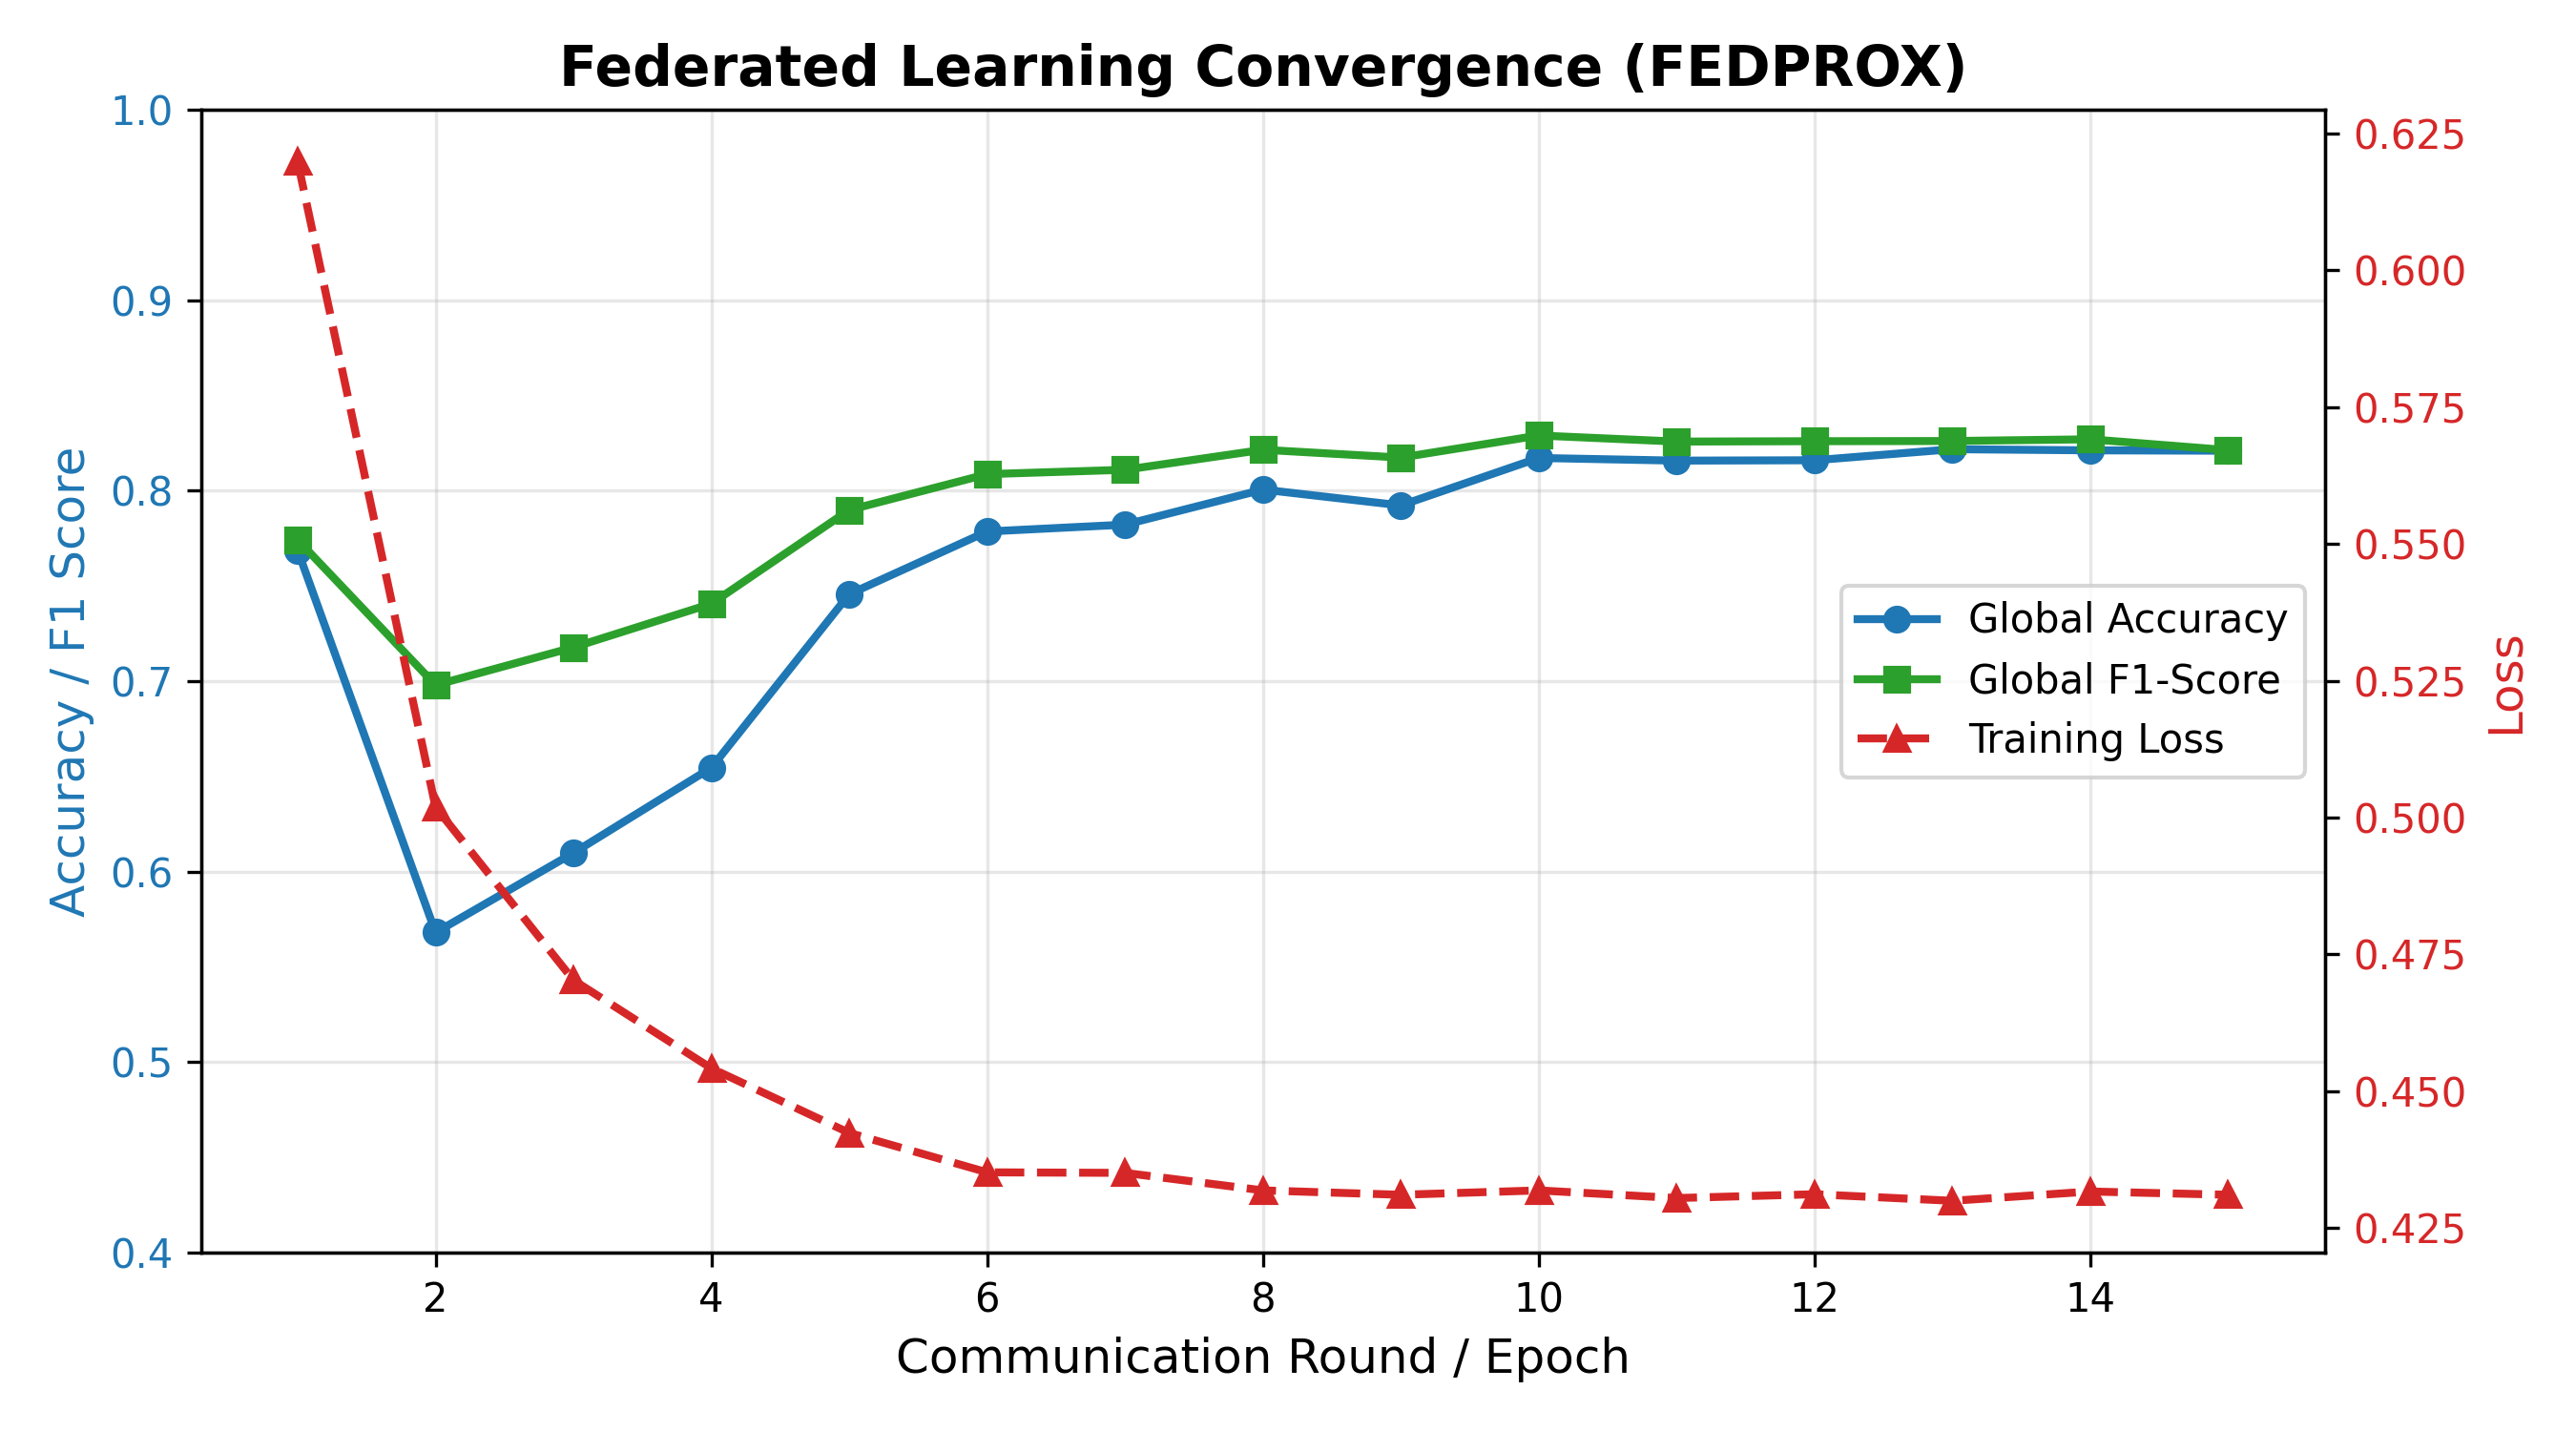 Federated Learning Convergence (FEDPROX)
1.0
0.9
0.8
0.7
0.6
0.5
0.4
Accuracy / F1 Score
0.625
0.600
0.575
0.550
0.525
0.500
0.475
0.450
0.425
Loss
Global Accuracy
Global F1-Score
Training Loss
2 4 6 8 10 12 14
Communication Round / Epoch